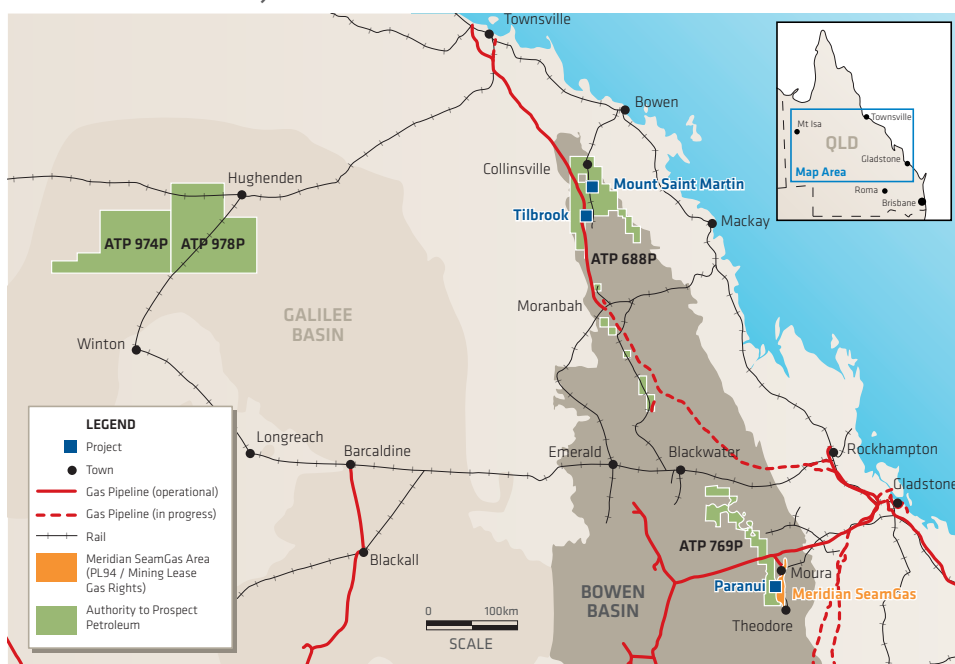 Townsville
Bowen
Collinsville
Mount Saint Martin
Tilbrook
Mackay
Hughenden
ATP 974P
ATP 978P
ATP 688P
Moranbah
GALILEE
BASIN
Winton
Longreach
Barcaldine
Emerald
Blackwater
Rockhampton
Gladstone
Blackall
ATP 769P
Moura
Paranui
Meridian SeamGas
Theodore
BOWEN
BASIN
0 100km
SCALE
LEGEND
Project
Town
Gas Pipeline (operational)
Gas Pipeline (in progress)
Rail
Meridian SeamGas Area
(PL94 / Mining Lease
Gas Rights)
Authority to Prospect
Petroleum
Mt Isa
Townsville
QLD
Gladstone
Map Area
Roma
Brisbane